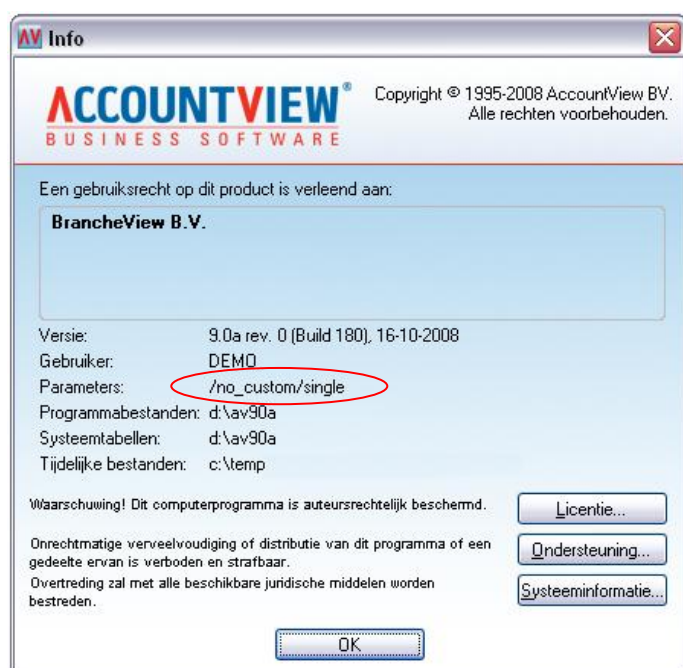 AV Info
ACCOUNTVIEW®
BUSINESS SOFTWARE
Copyright © 1995-2008 AccountView BV.
Alle rechten voorbehouden.
Een gebruiksrecht op dit product is verleend aan:
BrancheView B.V.
Versie: 9.0a rev. 0 (Build 180), 16-10-2008
Gebruiker: DEMO
Parameters: /no_custom/single
Programmabestanden: d:\av90a
Systeemtabellen: d:\av90a
Tijdelijke bestanden: c:\temp
Waarschuwing! Dit computerprogramma is auteursrechtelijk beschermd.
Licentie...
Onrechtmatige verveelvoudiging of distributie van dit programma of een
gedeelte ervan is verboden en strafbaar.
Ondersteuning...
Overtreding zal met alle beschikbare juridische middelen worden
bestreden.
Systeeminformatie...
OK